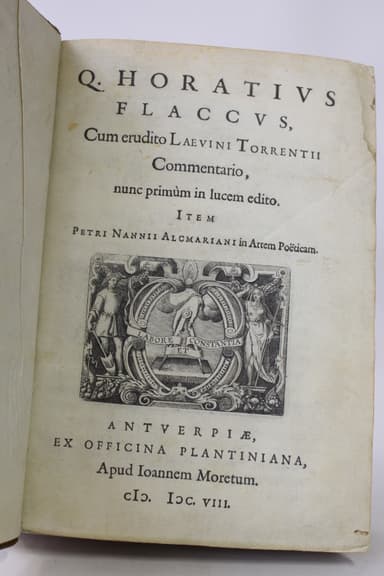 Q. HORATIVS
FLACCVS,
Cum erudito LAEVINI TORRENTII
Commentario,
nunc primùm in lucem edito.
ITEM
PETRI NANNII ALCMARIANI in Artem Poëticam.
LABORE ET CONSTANTIA
ANTVERPIÆ,
EX OFFICINA PLANTINIANA,
Apud Ioannem Moretum.
cIↃ. IↃC. VIII.